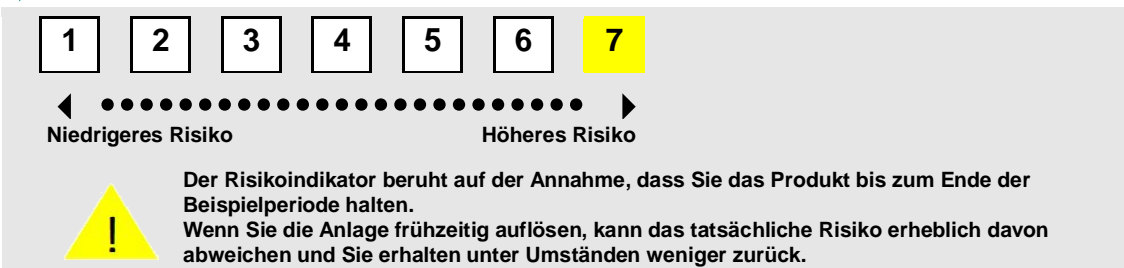 1 2 3 4 5 6 7
Niedrigeres Risiko Höheres Risiko
Der Risikoindikator beruht auf der Annahme, dass Sie das Produkt bis zum Ende der
Beispielperiode halten.
Wenn Sie die Anlage frühzeitig auflösen, kann das tatsächliche Risiko erheblich davon
abweichen und Sie erhalten unter Umständen weniger zurück.
!